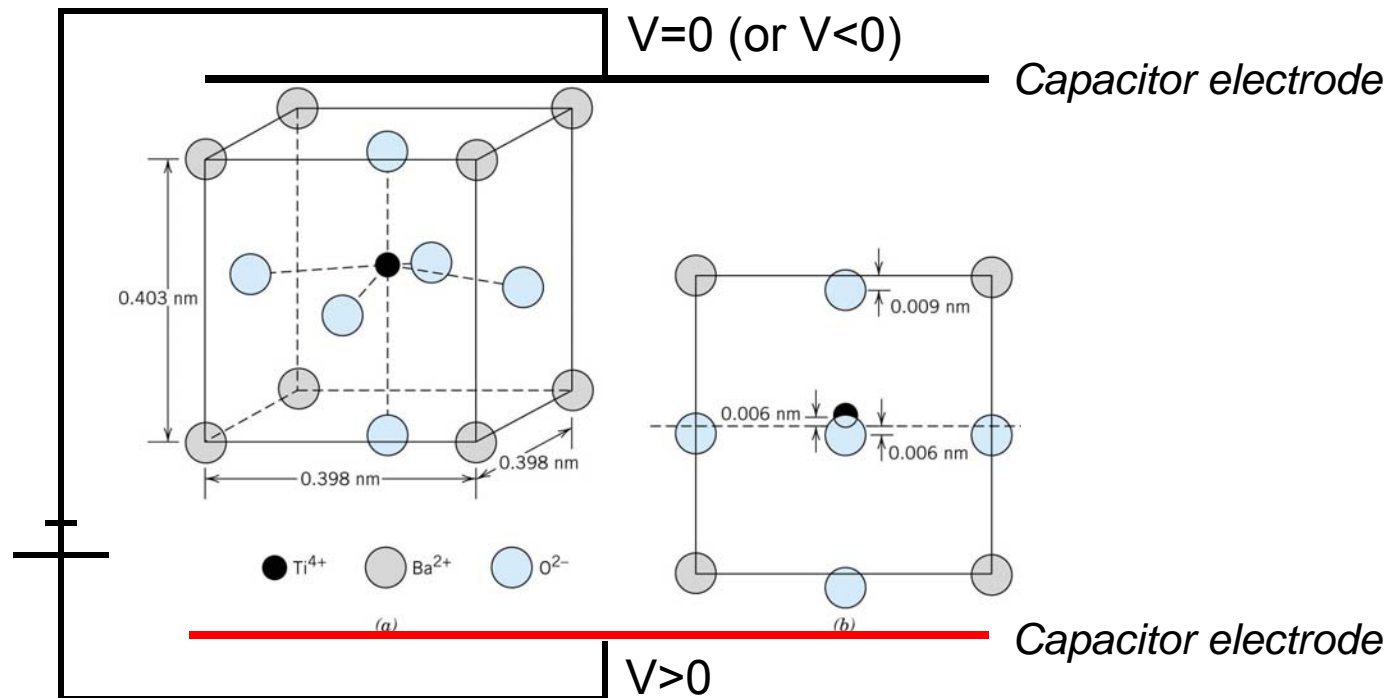 V=0 (or V<0)
Capacitor electrode
0.403 nm
0.009 nm
0.006 nm
0.006 nm
0.398 nm
0.398 nm
Ti⁴⁺
Ba²⁺
O²⁻
(a)
(b)
Capacitor electrode
V>0